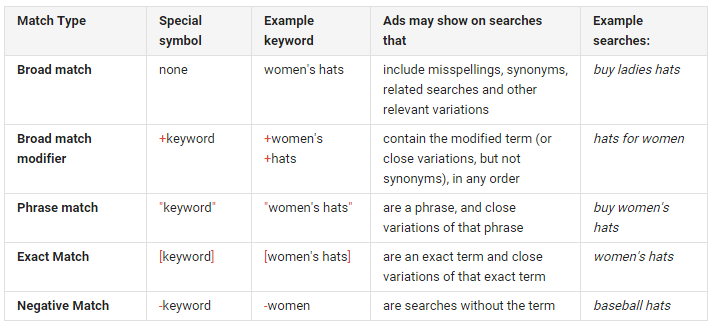 Match Type Special symbol Example keyword Ads may show on searches that Example searches:
Broad match none women's hats include misspellings, synonyms, related searches and other relevant variations buy ladies hats
Broad match modifier +keyword +women's +hats contain the modified term (or close variations, but not synonyms), in any order hats for women
Phrase match "keyword" "women's hats" are a phrase, and close variations of that phrase buy women's hats
Exact Match [keyword] [women's hats] are an exact term and close variations of that exact term women's hats
Negative Match -keyword -women are searches without the term baseball hats